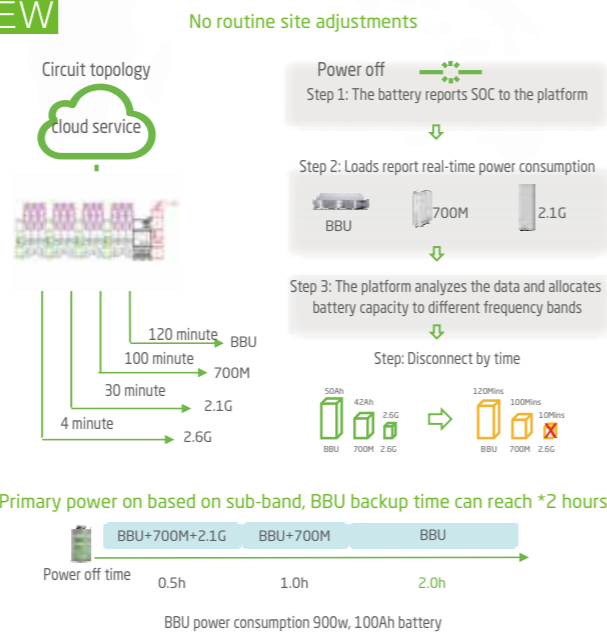 EW
No routine site adjustments
Circuit topology
cloud service
120 minute
BBU
100 minute
700M
30 minute
2.1G
4 minute
2.6G
Power off
Step 1: The battery reports SOC to the platform
Step 2: Loads report real-time power consumption
BBU
700M
2.1G
Step 3: The platform analyzes the data and allocates
battery capacity to different frequency bands
Step: Disconnect by time
50Ah
42Ah
2.6G
BBU 700M 2.6G
120Mins
100Mins
10Mins
X
BBU 700M 2.6G
Primary power on based on sub-band, BBU backup time can reach *2 hours
BBU+700M+2.1G BBU+700M BBU
Power off time
0.5h 1.0h 2.0h
BBU power consumption 900w, 100Ah battery